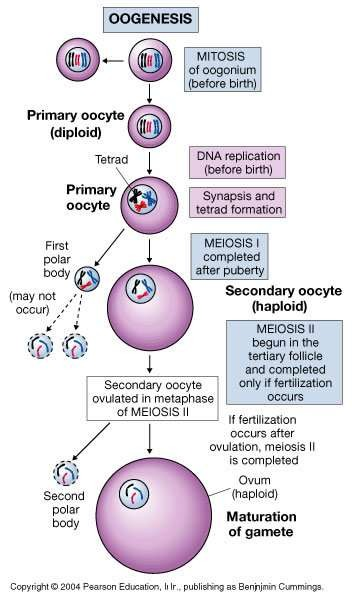 OOGENESIS
MITOSIS
of oogonium
(before birth)
Primary oocyte
(diploid)
Tetrad
DNA replication
(before birth)
Primary
oocyte
Synapsis and
tetrad formation
First
polar
body
MEIOSIS I
completed
after puberty
(may not
occur)
Secondary oocyte
(haploid)
MEIOSIS II
begun in the
tertiary follicle
and completed
only if fertilization
occurs
Secondary oocyte
ovulated in metaphase
of MEIOSIS II
If fertilization
occurs after
ovulation, meiosis II
is completed
Second
polar
body
Ovum
(haploid)
Maturation
of gamete
Copyright © 2004 Pearson Education, Ir Ir., publishing as Benjnjmin Cummings.